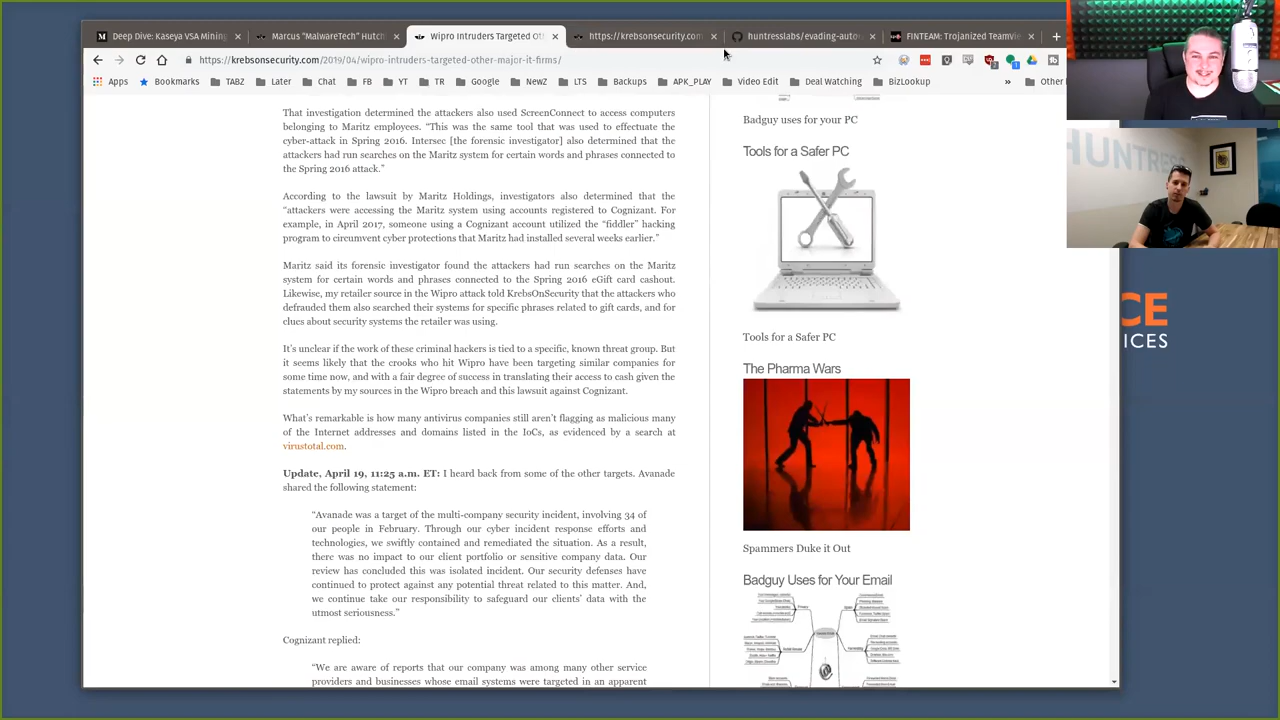 Deep Dive: Kaseya VSA Mining
Marcus "MalwareTech" Hutch
Wipro Intruders Targeted Ot
https://krebsonsecurity.com
huntresslabs/evading-auto
FINTEAM: Trojanized Teamvie
https://krebsonsecurity.com/2019/04/w
Apps
Bookmarks
TABZ
Later
FB
YT
TR
Google
NewZ
LTS
Backups
APK_PLAY
Video Edit
Deal Watching
BizLookup
»
Other
That investigation determined the attackers also used ScreenConnect to access computers
belonging to Maritz employees. “This was the same tool that was used to effectuate the
cyber-attack in Spring 2016. Intersec [the forensic investigator] also determined that the
attackers had run searches on the Maritz system for certain words and phrases connected to
the Spring 2016 attack.”
According to the lawsuit by Maritz Holdings, investigators also determined that the
“attackers were accessing the Maritz system using accounts registered to Cognizant. For
example, in April 2017, someone using a Cognizant account utilized the “fiddler” hacking
program to circumvent cyber protections that Maritz had installed several weeks earlier.”
Maritz said its forensic investigator found the attackers had run searches on the Maritz
system for certain words and phrases connected to the Spring 2016 eGift card cashout.
Likewise, my retailer source in the Wipro attack told KrebsOnSecurity that the attackers who
defrauded them also searched their systems for specific phrases related to gift cards, and for
clues about security systems the retailer was using.
It’s unclear if the work of these criminal hackers is tied to a specific, known threat group. But
it seems likely that the crooks who hit Wipro have been targeting similar companies for
some time now, and with a fair degree of success in translating their access to cash given the
statements by my sources in the Wipro breach and this lawsuit against Cognizant.
What’s remarkable is how many antivirus companies still aren’t flagging as malicious many
of the Internet addresses and domains listed in the IoCs, as evidenced by a search at
virustotal.com.
Update, April 19, 11:25 a.m. ET: I heard back from some of the other targets. Avanade
shared the following statement:
“Avanade was a target of the multi-company security incident, involving 34 of
our people in February. Through our cyber incident response efforts and
technologies, we swiftly contained and remediated the situation. As a result,
there was no impact to our client portfolio or sensitive company data. Our
review has concluded this was isolated incident. Our security defenses have
continued to protect against any potential threat related to this matter. And,
we continue take our responsibility to safeguard our clients’ data with the
utmost seriousness.”
Cognizant replied:
“We are aware of reports that our company was among many other service
providers and businesses whose email systems were targeted in an apparent
Badguy uses for your PC
Tools for a Safer PC
Tools for a Safer PC
The Pharma Wars
Spammers Duke it Out
Badguy Uses for Your Email
HUNTRESS
CE
ICES